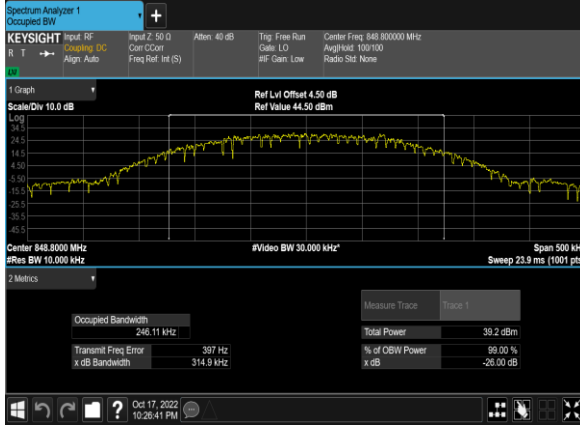 Spectrum Analyzer 1
Occupied BW
+
KEYSIGHT Input: RF Input Z: 50 Ω Atten: 40 dB Trig: Free Run Center Freq: 848.800000 MHz
R T Coupling: DC Corr CCorr Gate: LO Avg|Hold: 100/100
Align: Auto Freq Ref: Int (S) #IF Gain: Low Radio Std: None
LXI
1 Graph
Ref Lvl Offset 4.50 dB
Scale/Div 10.0 dB Ref Value 44.50 dBm
Log
34.5
24.5
14.5
4.50
-5.50
-15.5
-25.5
-35.5
-45.5
Center 848.8000 MHz #Video BW 30.000 kHz* Span 500 kH
#Res BW 10.000 kHz Sweep 23.9 ms (1001 pts
2 Metrics
Measure Trace Trace 1
Occupied Bandwidth
246.11 kHz Total Power 39.2 dBm
Transmit Freq Error 397 Hz % of OBW Power 99.00 %
x dB Bandwidth 314.9 kHz x dB -26.00 dB
? Oct 17, 2022
10:26:41 PM